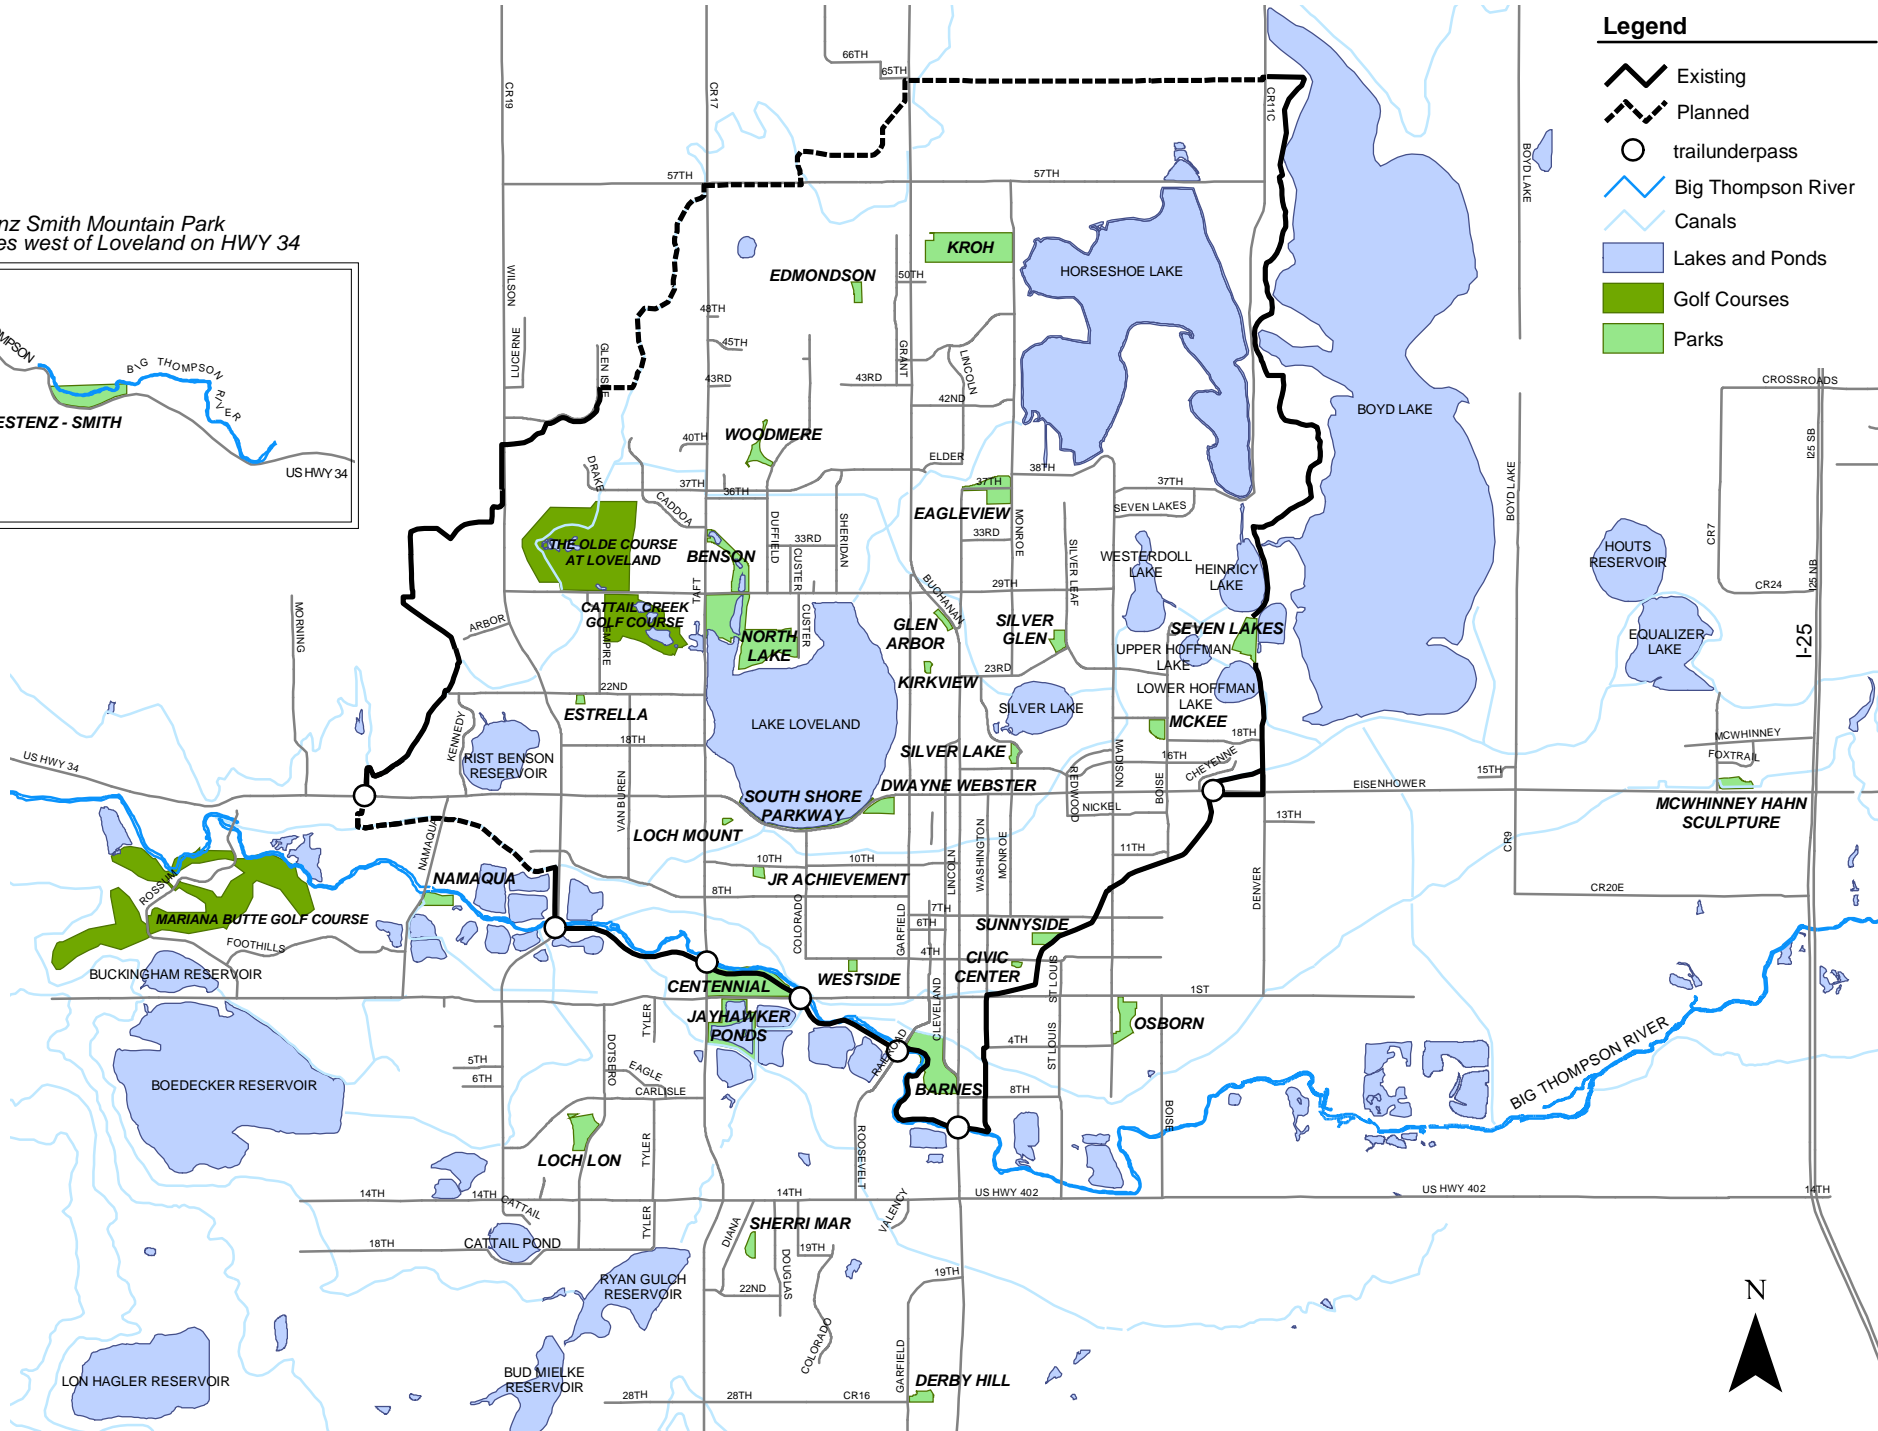 Legend
Existing
Planned
trailunderpass
Big Thompson River
Canals
Lakes and Ponds
Golf Courses
Parks
nz Smith Mountain Park
es west of Loveland on HWY 34
MPSON
BIG THOMPSON
RIVER
ESTENZ - SMITH
US HWY 34
66TH
65TH
CR19
CR17
CR11C
57TH
57TH
BOYD LAKE
KROH
HORSESHOE LAKE
EDMONDSON
50TH
WILSON
LUCERNE
GLEN ISLE
48TH
45TH
43RD
43RD
GRANT
LINCOLN
42ND
BOYD LAKE
CROSSROADS
WOODMERE
40TH
ELDER
38TH
37TH
36TH
37TH
37TH
DRAKE
CADDOA
SEVEN LAKES
EAGLEVIEW
MONROE
33RD
33RD
DUFFIELD
CUSTER
SHERIDAN
BOYD LAKE
I25 SB
CR7
I25 NB
THE OLDE COURSE
AT LOVELAND
BENSON
SILVER LEAF
WESTERDOLL
LAKE
HEINRICY
LAKE
HOUTS
RESERVOIR
CR24
29TH
BUCHANAN
TAFT
CATTAIL CREEK
GOLF COURSE
EMPIRE
ARBOR
MORNING
NORTH
LAKE
CUSTER
GLEN
ARBOR
SILVER
GLEN
SEVEN LAKES
UPPER HOFFMAN
LAKE
EQUALIZER
LAKE
I-25
23RD
KIRKVIEW
22ND
LOWER HOFFMAN
LAKE
SILVER LAKE
ESTRELLA
LAKE LOVELAND
MCKEE
KENNEDY
18TH
18TH
MCWHINNEY
FOXTRAIL
RIST BENSON
RESERVOIR
SILVER LAKE
MADISON
16TH
CHEYENNE
US HWY 34
15TH
EISENHOWER
VAN BUREN
REDWOOD
BOISE
NICKEL
DWAYNE WEBSTER
SOUTH SHORE
PARKWAY
MCWHINNEY HAHN
SCULPTURE
13TH
LOCH MOUNT
NAMAQUA
WASHINGTON
MONROE
11TH
CR9
10TH
10TH
LINCOLN
ROSSUM
NAMAQUA
JR ACHIEVEMENT
8TH
DENVER
CR20E
MARIANA BUTTE GOLF COURSE
COLORADO
GARFIELD
7TH
6TH
SUNNYSIDE
FOOTHILLS
4TH
CIVIC
CENTER
BUCKINGHAM RESERVOIR
WESTSIDE
CENTENNIAL
ST LOUIS
1ST
JAYHAWKER
PONDS
TYLER
CLEVELAND
OSBORN
4TH
ST LOUIS
RAILROAD
DOTSERO
5TH
6TH
EAGLE
CARLISLE
BOEDECKER RESERVOIR
BARNES
8TH
BIG THOMPSON RIVER
BOISE
LOCH LON
TYLER
ROOSEVELT
14TH
14TH
14TH
US HWY 402
US HWY 402
14TH
CATTAIL
TYLER
DIANA
SHERRI MAR
VALENCY
18TH
CATTAIL POND
19TH
DOUGLAS
19TH
RYAN GULCH
RESERVOIR
22ND
N
COLORADO
GARFIELD
LON HAGLER RESERVOIR
BUD MIELKE
RESERVOIR
28TH
28TH
CR16
DERBY HILL